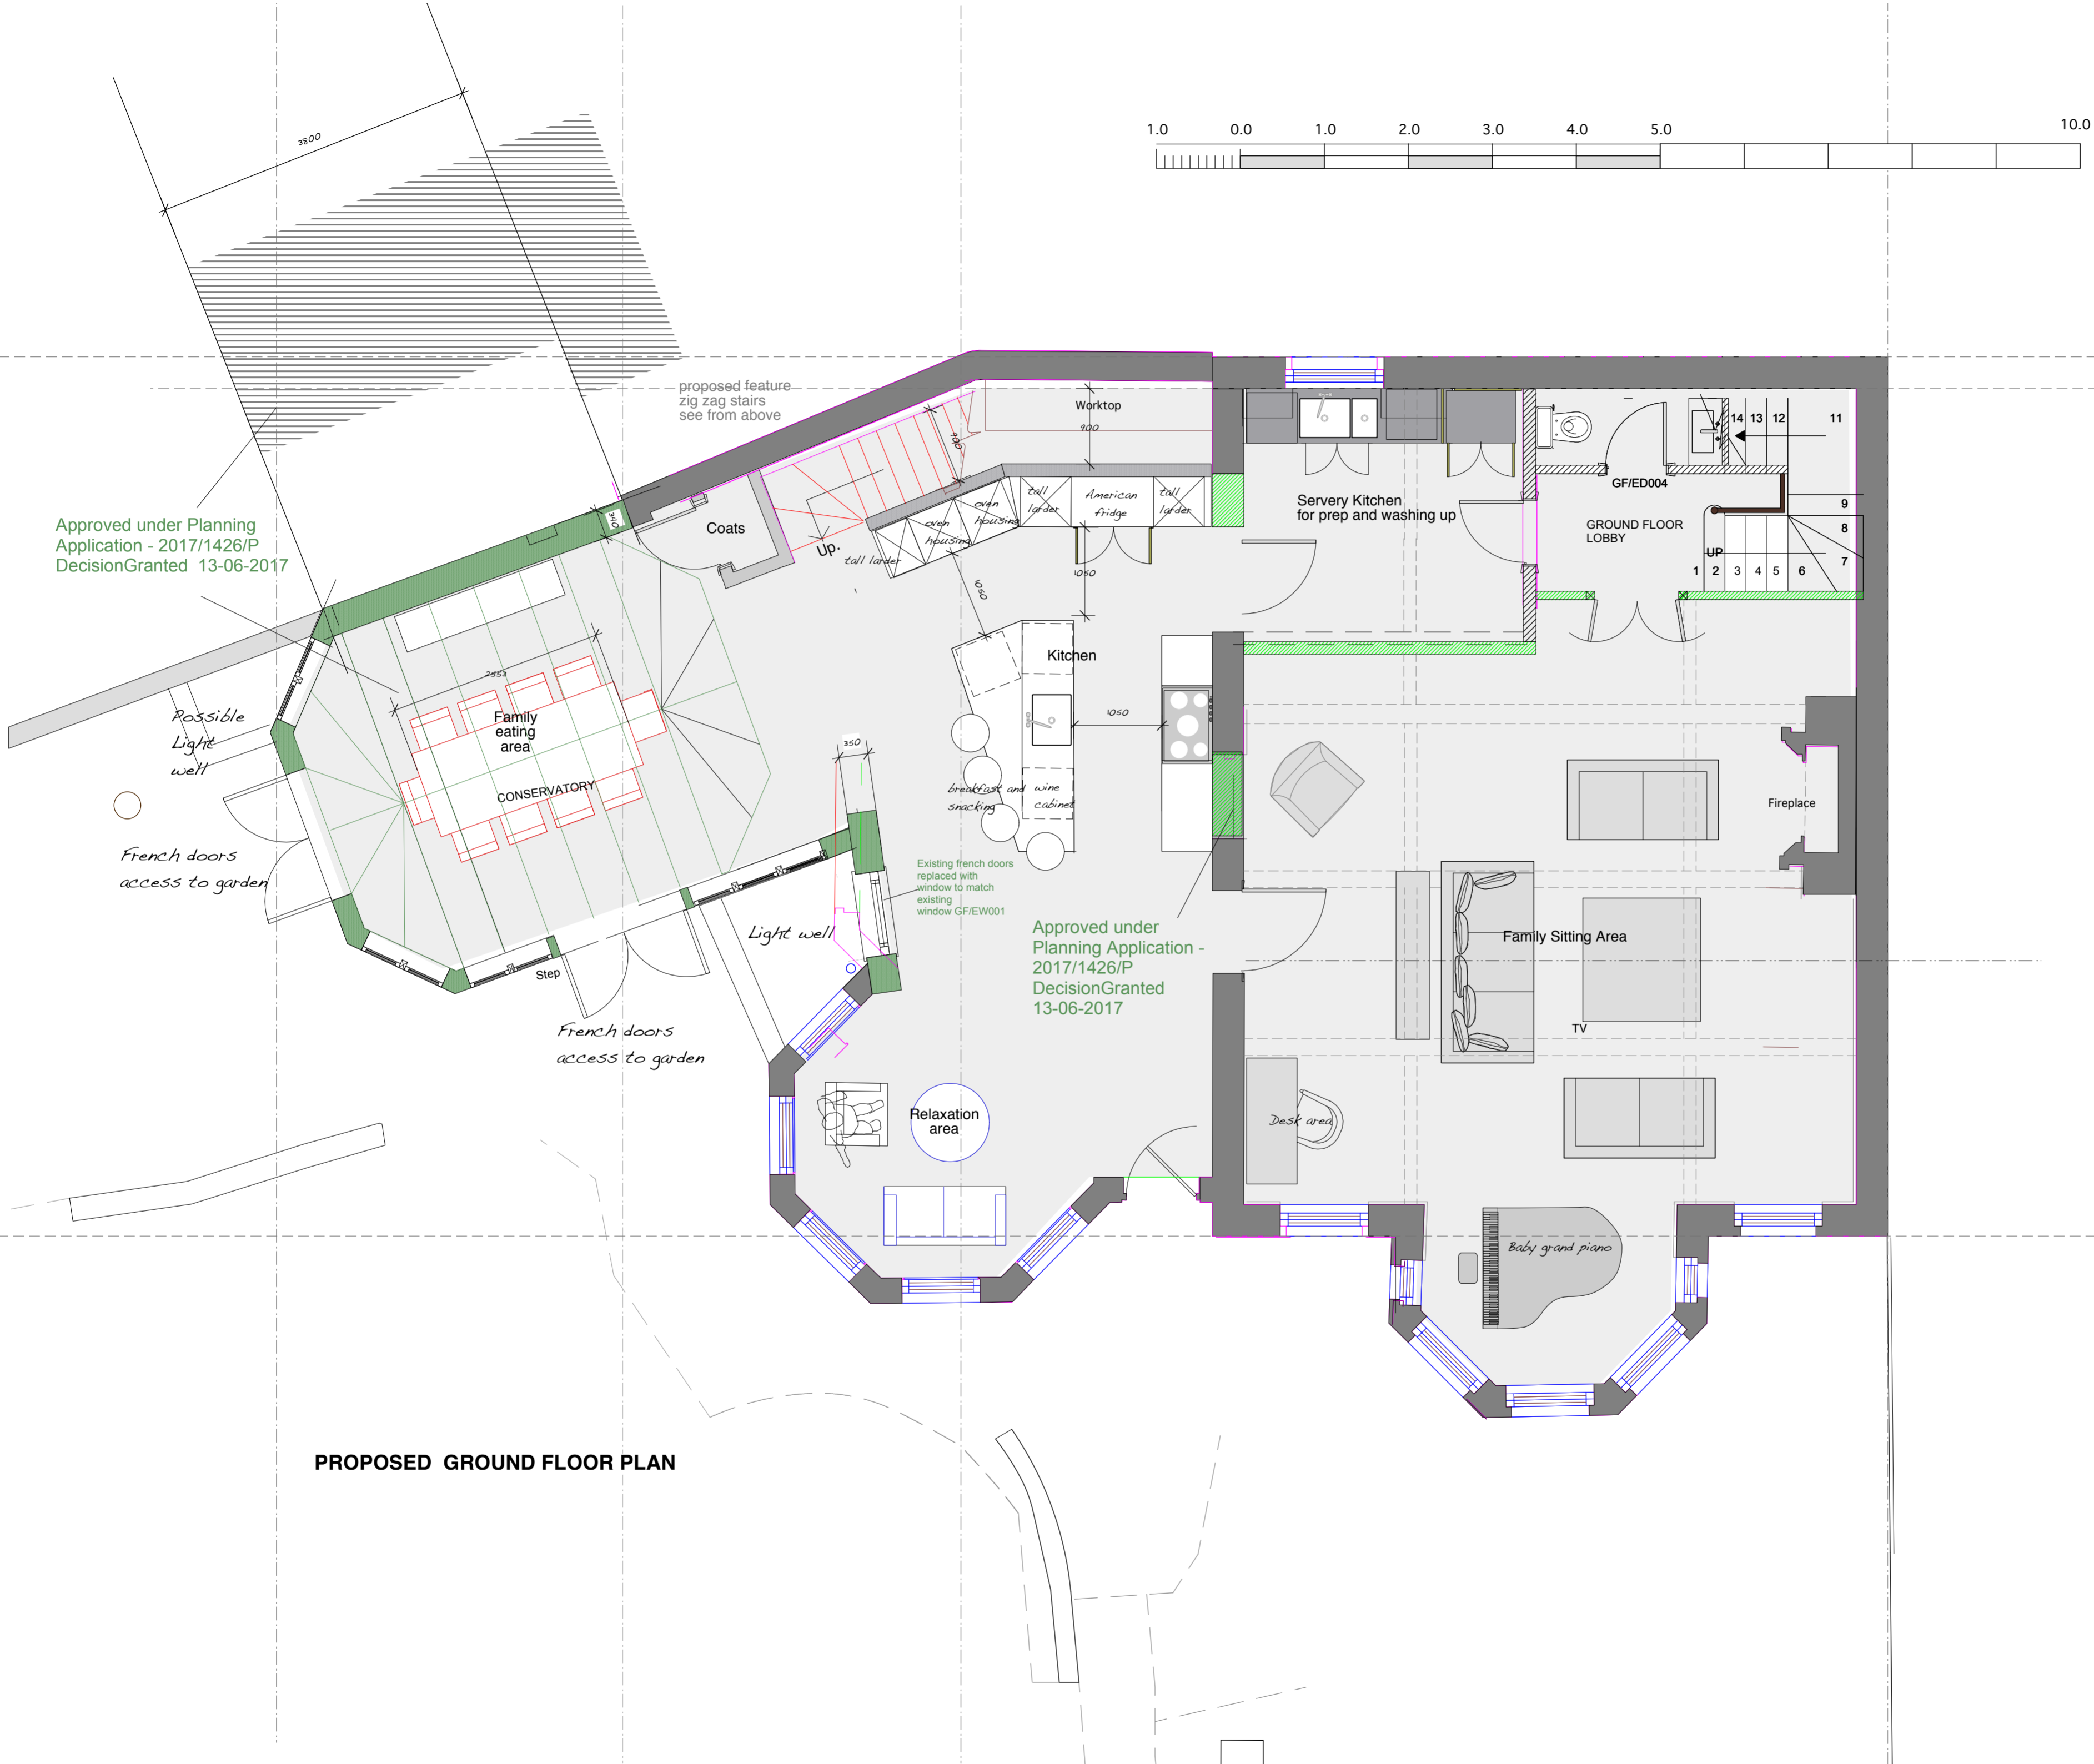 1.0 0.0 1.0 2.0 3.0 4.0 5.0 10.0
3800
proposed feature
zig zag stairs
see from above
Worktop
900
900
14 13 12 11
GF/ED004
9
8
7
GROUND FLOOR
LOBBY
UP
1 2 3 4 5 6
Servery Kitchen
for prep and washing up
American
fridge
tall
larder
tall
larder
oven
housing
oven
housing
tall larder
Up.
Coats
340
Approved under Planning
Application - 2017/1426/P
DecisionGranted 13-06-2017
1050
1050
Kitchen
1050
2553
Family
eating
area
CONSERVATORY
Possible
Light
well
350
breakfast and
snacking
wine
cabinet
Fireplace
French doors
access to garden
Existing french doors
replaced with
window to match
existing
window GF/EW001
Light well
Approved under
Planning Application -
2017/1426/P
DecisionGranted
13-06-2017
Family Sitting Area
Step
French doors
access to garden
TV
Relaxation
area
Desk area
Baby grand piano
PROPOSED GROUND FLOOR PLAN